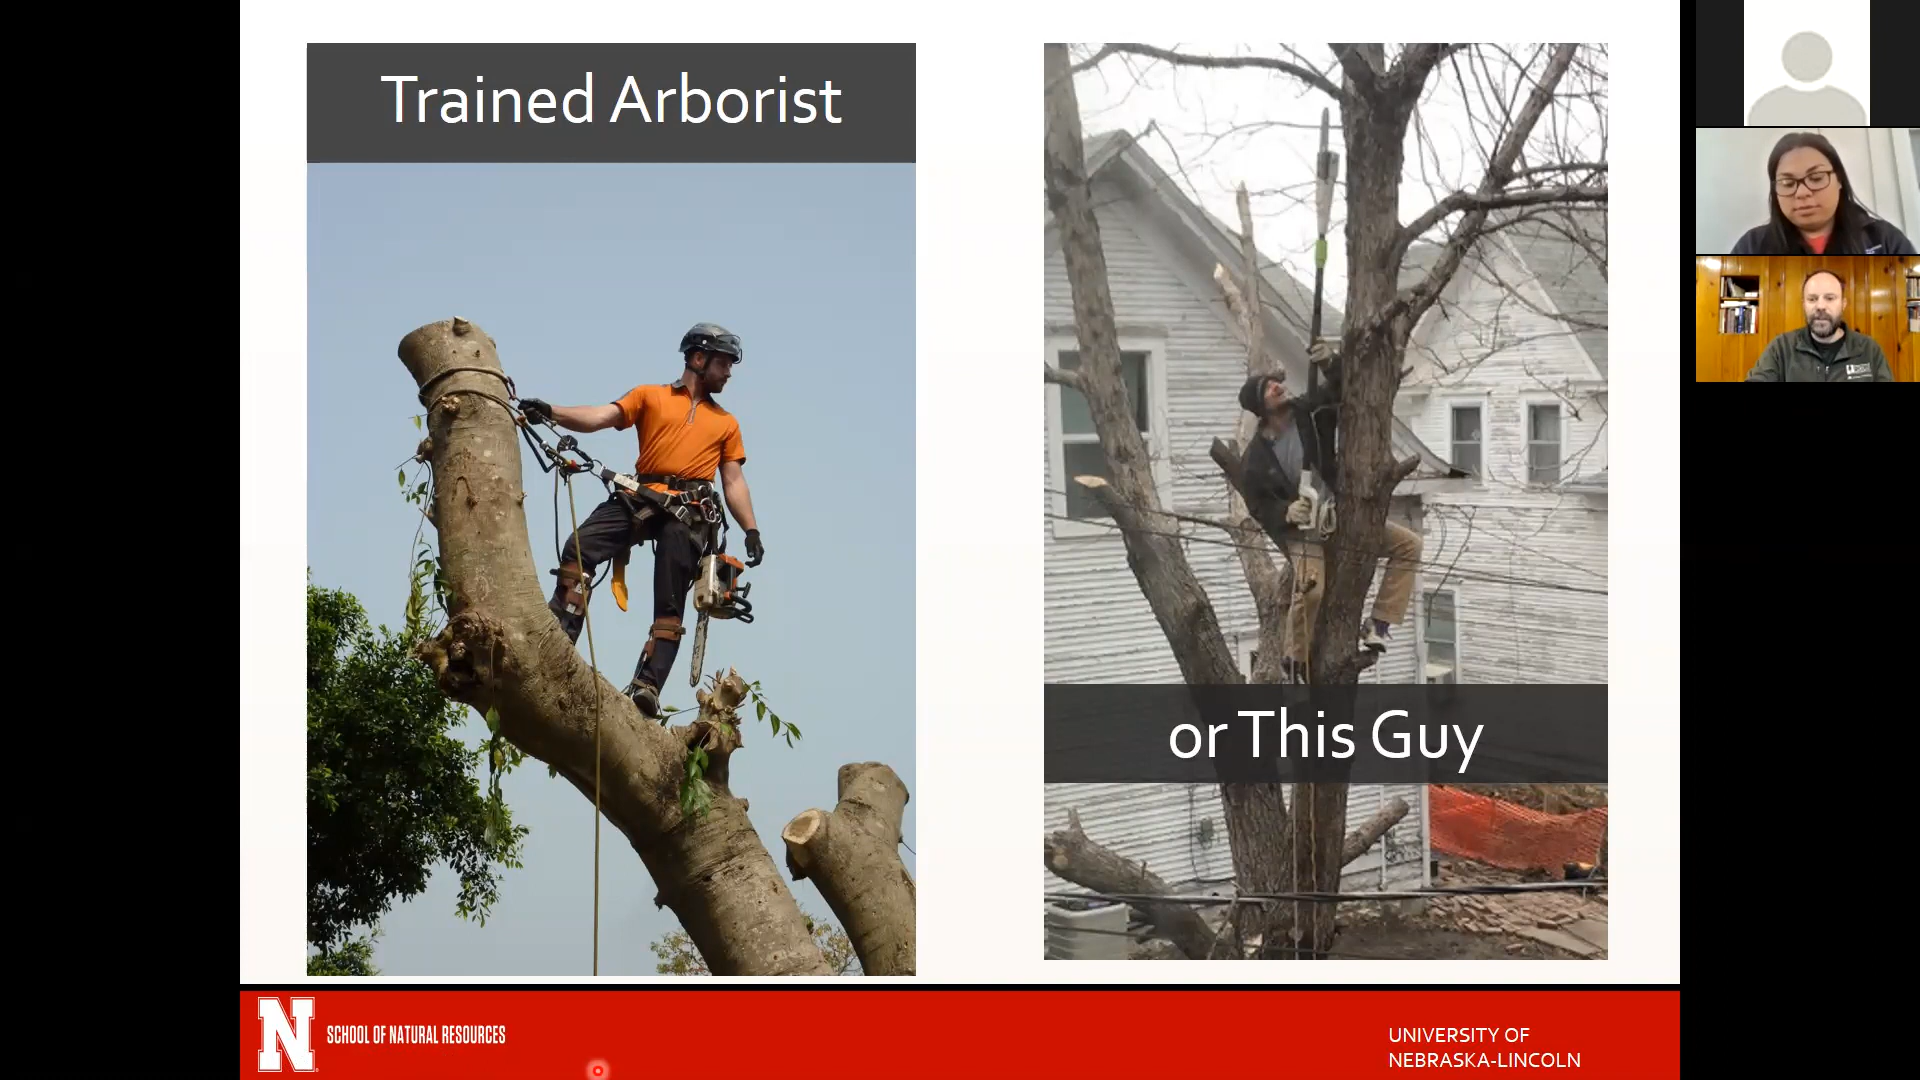 Trained Arborist
or This Guy
N
SCHOOL OF NATURAL RESOURCES
UNIVERSITY OF
NEBRASKA-LINCOLN